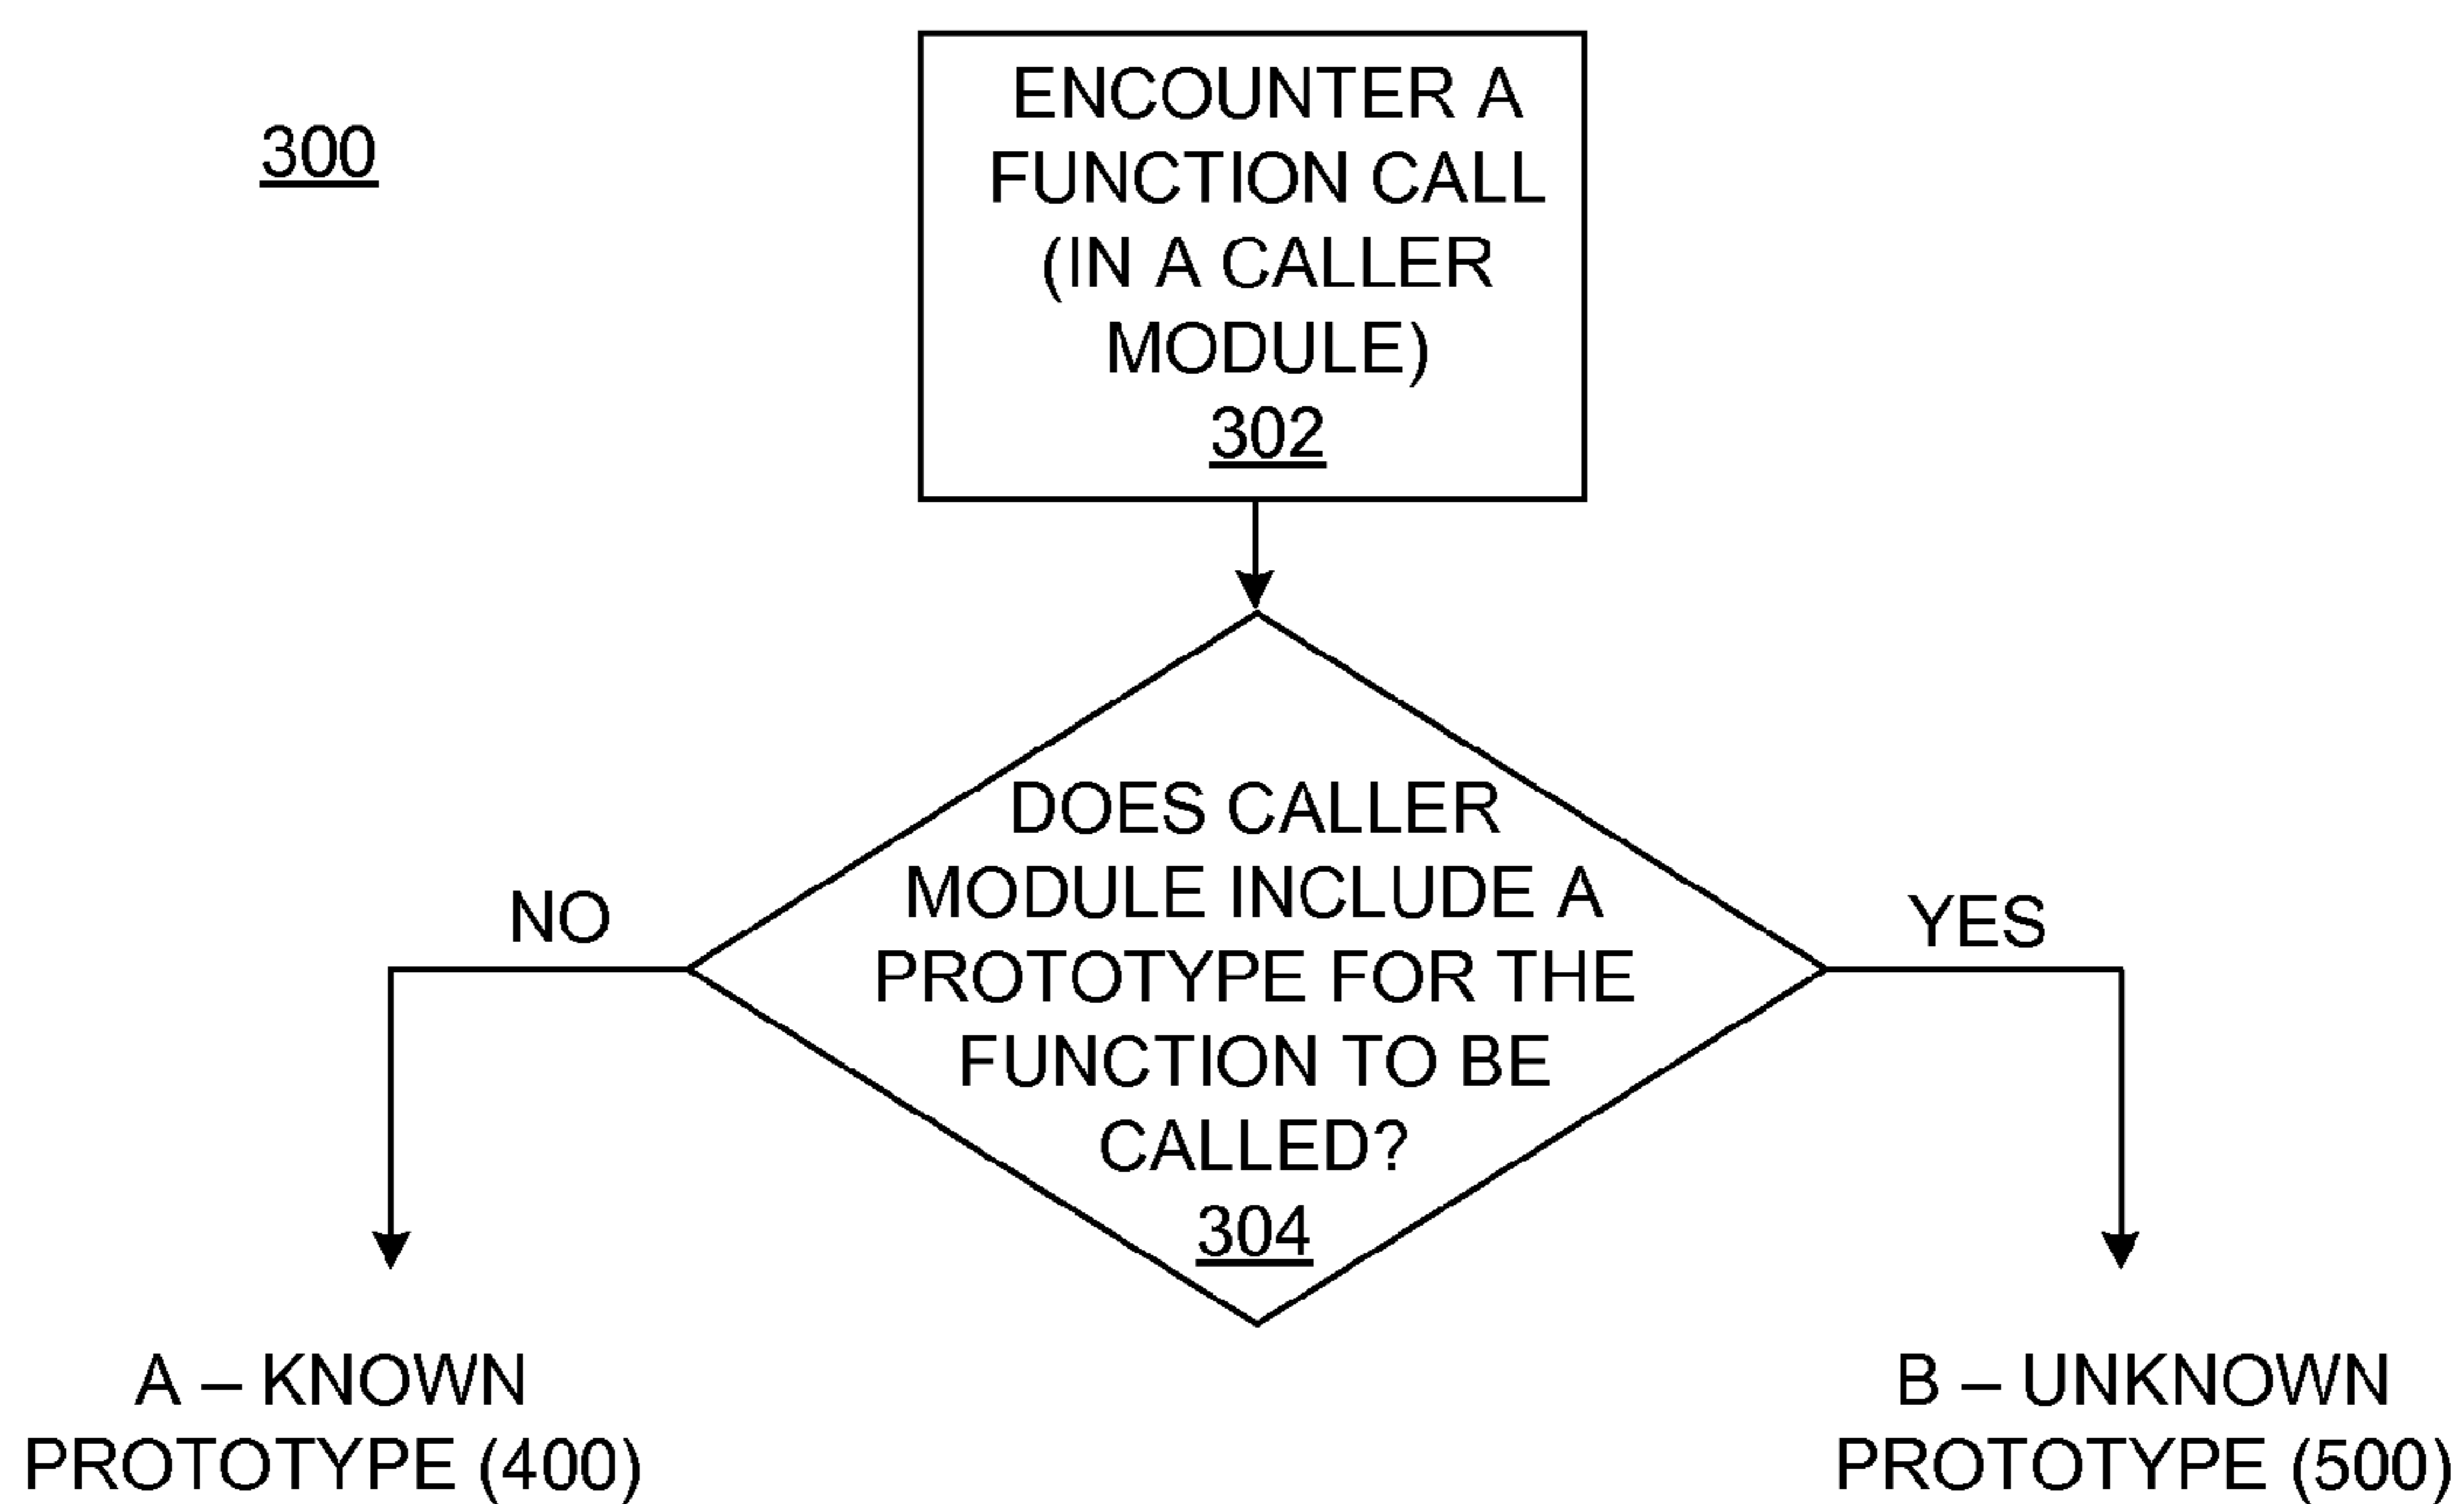 300
ENCOUNTER A
FUNCTION CALL
(IN A CALLER
MODULE)
302
DOES CALLER
MODULE INCLUDE A
PROTOTYPE FOR THE
FUNCTION TO BE
CALLED?
304
NO
YES
A – KNOWN
PROTOTYPE (400)
B – UNKNOWN
PROTOTYPE (500)